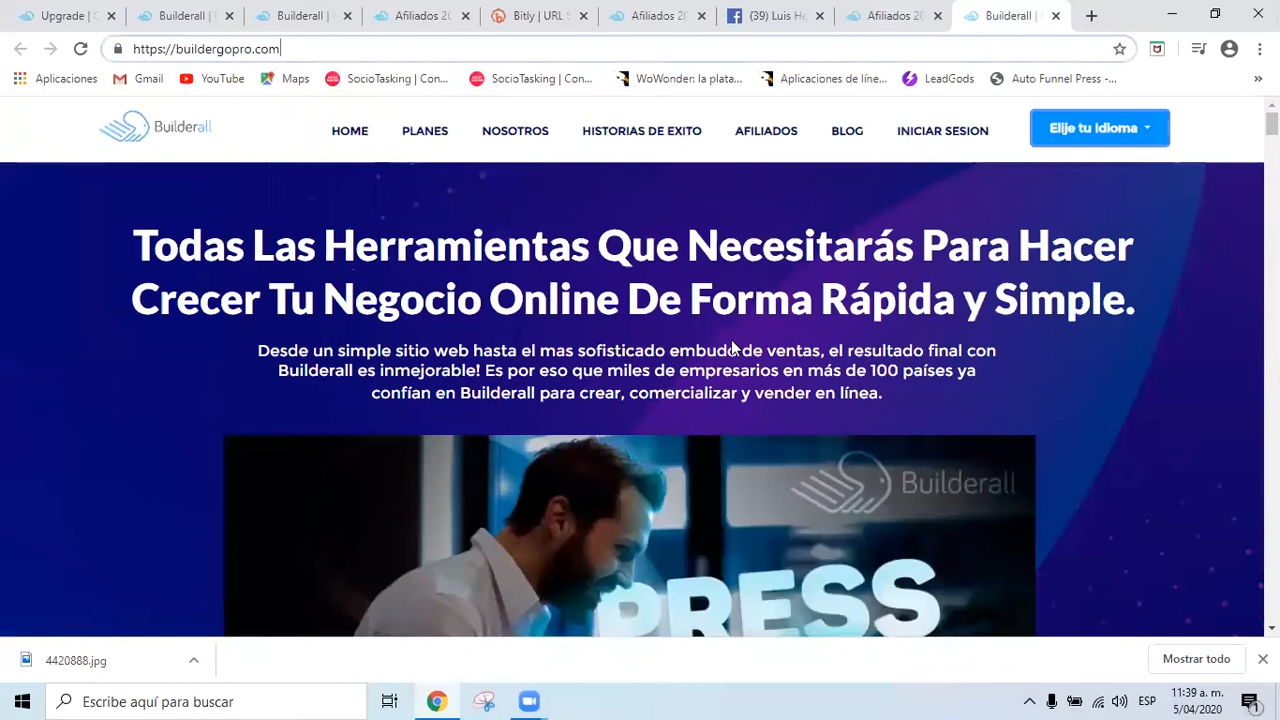 Upgrade | C
Builderall |
Builderall |
Afiliados 20
Bitly | URL S
Afiliados 20
(39) Luis He
Afiliados 20
Builderall |
https://buildergopro.com
Aplicaciones
Gmail
YouTube
Maps
SocioTasking | Con...
SocioTasking | Con...
WoWonder: la plata...
Aplicaciones de líne...
LeadGods
Auto Funnel Press -...
Builderall
HOME
PLANES
NOSOTROS
HISTORIAS DE EXITO
AFILIADOS
BLOG
INICIAR SESION
Elije tu idioma
Todas Las Herramientas Que Necesitarás Para Hacer
Crecer Tu Negocio Online De Forma Rápida y Simple.
Desde un simple sitio web hasta el mas sofisticado embudo de ventas, el resultado final con
Builderall es inmejorable! Es por eso que miles de empresarios en más de 100 países ya
confían en Builderall para crear, comercializar y vender en línea.
Builderall
PRESS
4420888.jpg
Mostrar todo
Escribe aquí para buscar
ESP
11:39 a. m.
5/04/2020
1